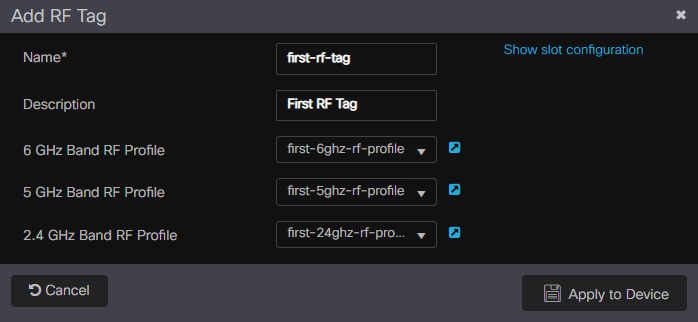 Add RF Tag
Name*
first-rf-tag
Show slot configuration
Description
First RF Tag
6 GHz Band RF Profile
first-6ghz-rf-profile
5 GHz Band RF Profile
first-5ghz-rf-profile
2.4 GHz Band RF Profile
first-24ghz-rf-pro...
Cancel
Apply to Device